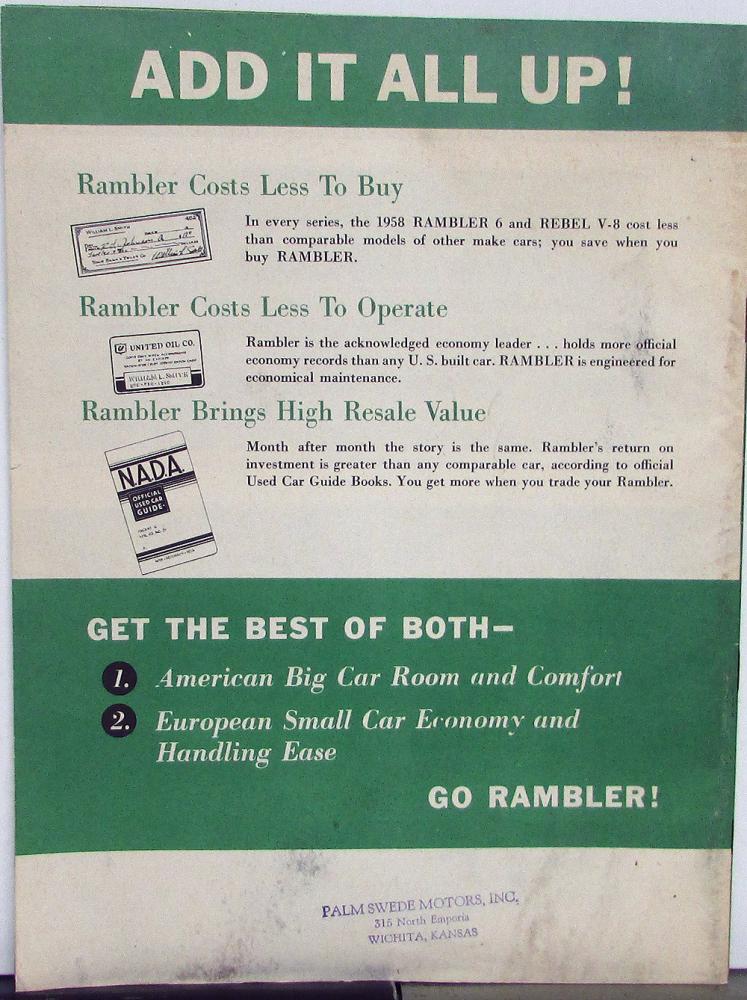 ADD IT ALL UP!
Rambler Costs Less To Buy
WILLIAM L. SMITH
In every series, the 1958 RAMBLER 6 and REBEL V-8 cost less
than comparable models of other make cars; you save when you
buy RAMBLER.
Rambler Costs Less To Operate
UNITED OIL CO.
WILLIAM L. SMITH
Rambler is the acknowledged economy leader . . . holds more official
economy records than any U. S. built car. RAMBLER is engineered for
economical maintenance.
Rambler Brings High Resale Value
N.A.D.A.
OFFICIAL
USED CAR
GUIDE
Month after month the story is the same. Rambler's return on
investment is greater than any comparable car, according to official
Used Car Guide Books. You get more when you trade your Rambler.
GET THE BEST OF BOTH—
1. American Big Car Room and Comfort
2. European Small Car Economy and
Handling Ease
GO RAMBLER!
PALM SWEDE MOTORS, INC.
315 North Emporia
WICHITA, KANSAS